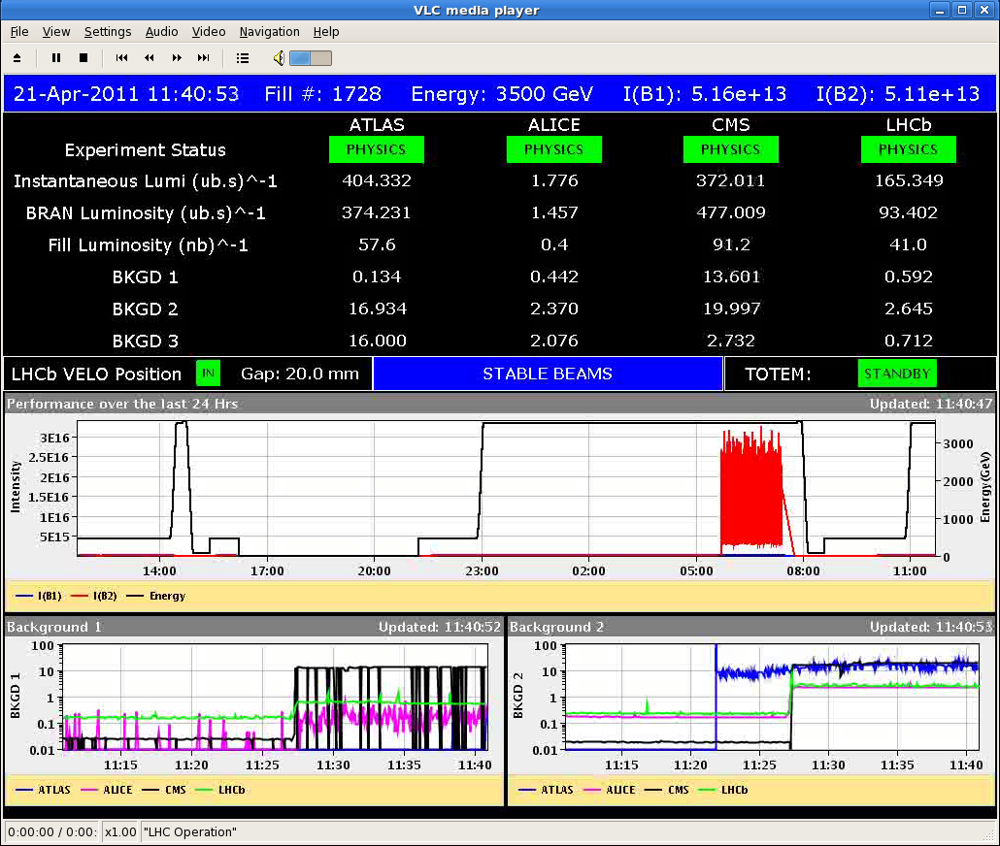 VLC media player
File View Settings Audio Video Navigation Help
21-Apr-2011 11:40:53 Fill #: 1728 Energy: 3500 GeV I(B1): 5.16e+13 I(B2): 5.11e+13
ATLAS ALICE CMS LHCb
Experiment Status PHYSICS PHYSICS PHYSICS PHYSICS
Instantaneous Lumi (ub.s)^-1 404.332 1.776 372.011 165.349
BRAN Luminosity (ub.s)^-1 374.231 1.457 477.009 93.402
Fill Luminosity (nb)^-1 57.6 0.4 91.2 41.0
BKGD 1 0.134 0.442 13.601 0.592
BKGD 2 16.934 2.370 19.997 2.645
BKGD 3 16.000 2.076 2.732 0.712
LHCb VELO Position IN Gap: 20.0 mm STABLE BEAMS TOTEM: STANDBY
Performance over the last 24 Hrs Updated: 11:40:47
3E16
2.5E16
2E16
1.5E16
1E16
5E15
Intensity
3000
2000
1000
0
Energy(GeV)
14:00 17:00 20:00 23:00 02:00 05:00 08:00 11:00
I(B1) I(B2) Energy
Background 1 Updated: 11:40:52
100
10
1
0.1
0.01
BKGD 1
11:15 11:20 11:25 11:30 11:35 11:40
ATLAS ALICE CMS LHCb
Background 2 Updated: 11:40:53
100
10
1
0.1
0.01
BKGD 2
11:15 11:20 11:25 11:30 11:35 11:40
ATLAS ALICE CMS LHCb
0:00:00 / 0:00: x1.00 "LHC Operation"